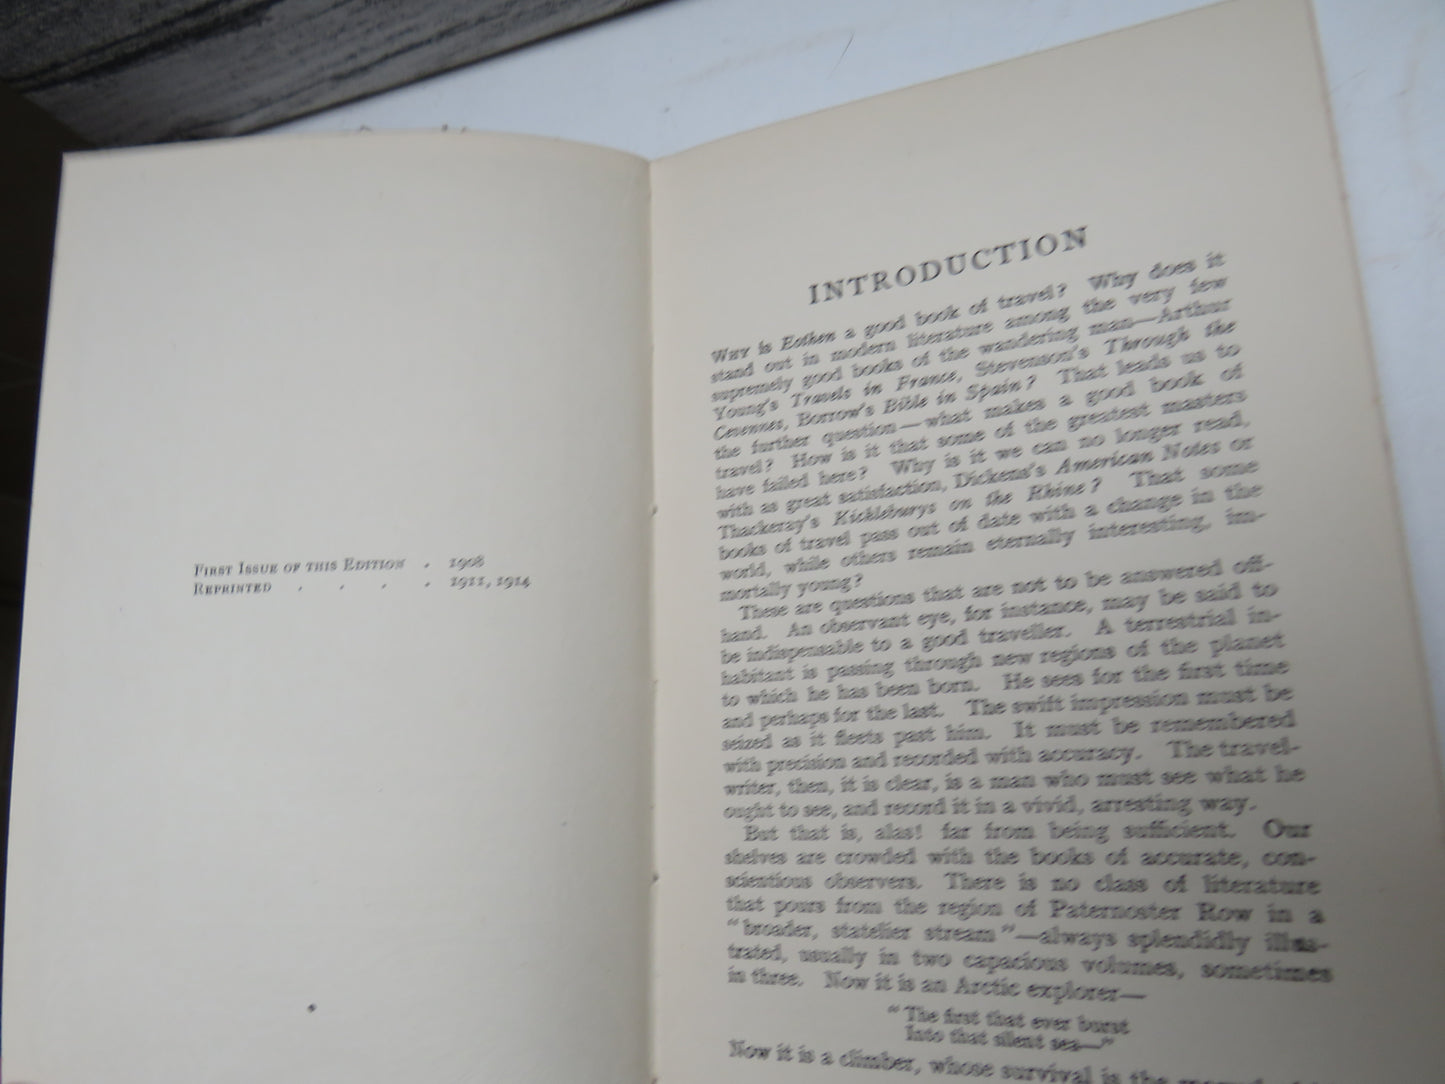 FIRST ISSUE OF THIS EDITION . 1908
REPRINTED . . . . 1911, 1914
INTRODUCTION
WHY is Eothen a good book of travel? Why does it
stand out in modern literature among the very few
supremely good books of the wandering man—Arthur
Young's Travels in France, Stevenson's Through the
Cevennes, Borrow's Bible in Spain? That leads us to
the further question—what makes a good book of
travel? How is it that some of the greatest masters
have failed here? Why is it we can no longer read,
with as great satisfaction, Dickens's American Notes or
Thackeray's Kickleburys on the Rhine? That some
books of travel pass out of date with a change in the
world, while others remain eternally interesting, im-
mortally young?
These are questions that are not to be answered off-
hand. An observant eye, for instance, may be said to
be indispensable to a good traveller. A terrestrial in-
habitant is passing through new regions of the planet
to which he has been born. He sees for the first time
and perhaps for the last. The swift impression must be
seized as it fleets past him. It must be remembered
with precision and recorded with accuracy. The travel-
writer, then, it is clear, is a man who must see what he
ought to see, and record it in a vivid, arresting way.
But that is, alas! far from being sufficient. Our
shelves are crowded with the books of accurate, con-
scientious observers. There is no class of literature
that pours from the region of Paternoster Row in a
"broader, statelier stream"—always splendidly illus-
trated, usually in two capacious volumes, sometimes
in three. Now it is an Arctic explorer—
"The first that ever burst
Into that silent sea—"
Now it is a climber, whose survival is the